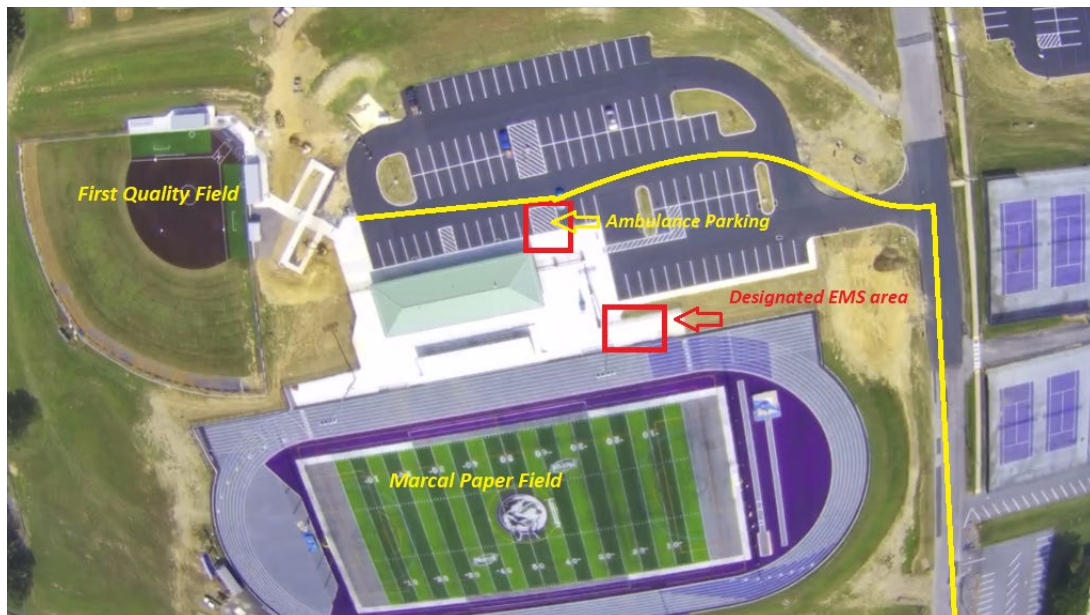 First Quality Field
Ambulance Parking
Designated EMS area
Marcal Paper Field